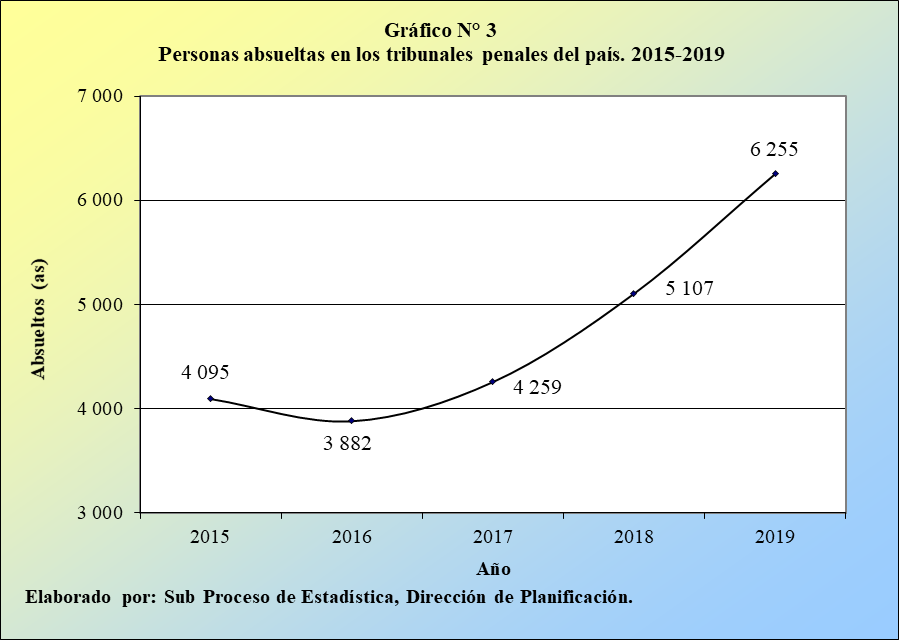 Gráfico N° 3
Personas absueltas en los tribunales penales del país. 2015-2019
7 000
6 000
5 000
4 000
3 000
Absueltos (as)
4 095
3 882
4 259
5 107
6 255
2015 2016 2017 2018 2019
Año
Elaborado por: Sub Proceso de Estadística, Dirección de Planificación.